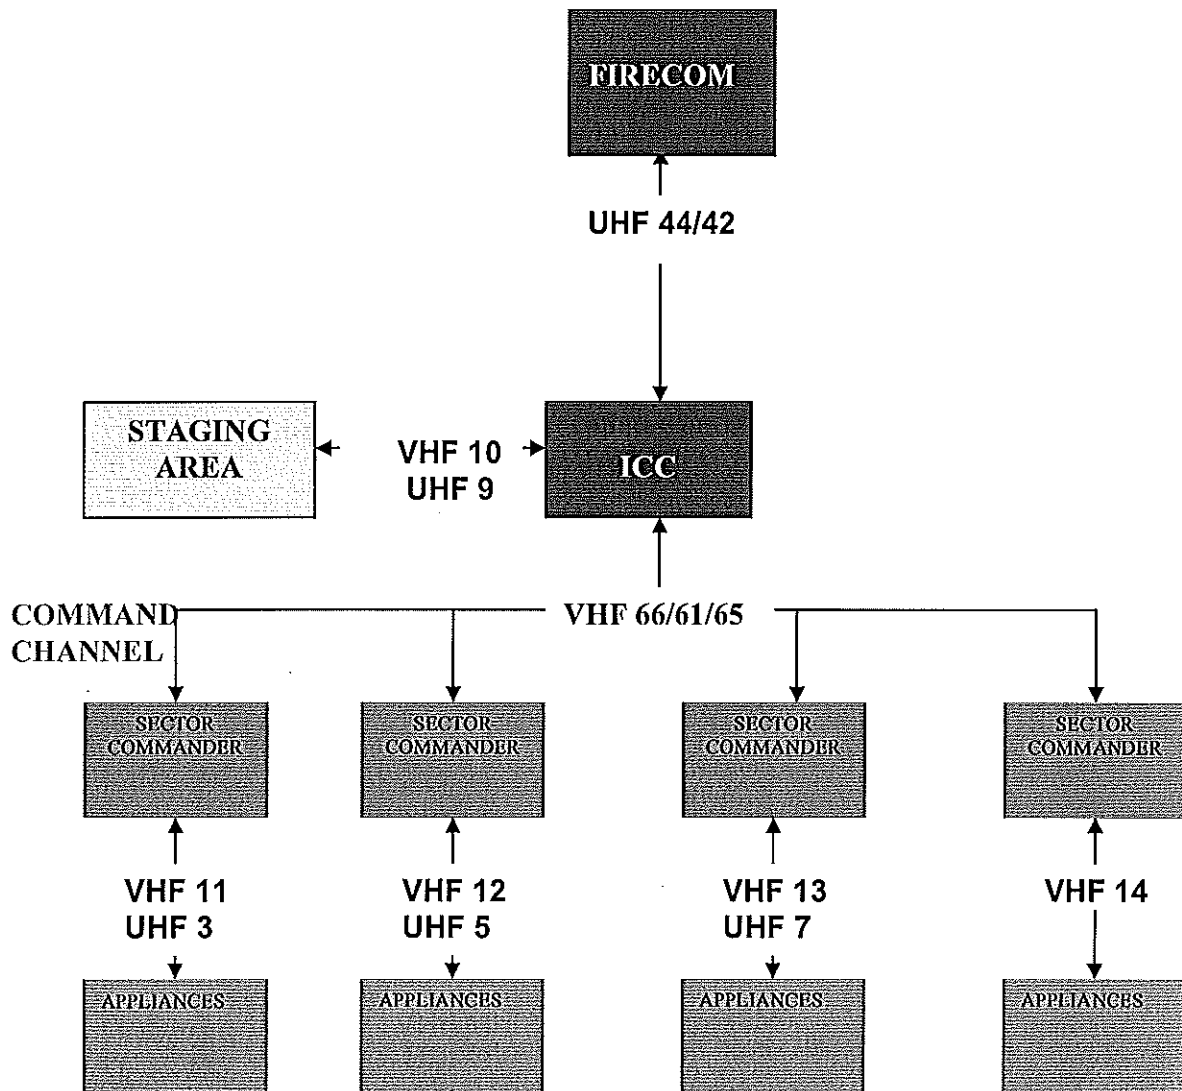 FIRECOM
UHF 44/42
STAGING
AREA
VHF 10
UHF 9
ICC
COMMAND
CHANNEL
VHF 66/61/65
SECTOR
COMMANDER
SECTOR
COMMANDER
SECTOR
COMMANDER
SECTOR
COMMANDER
VHF 11
UHF 3
VHF 12
UHF 5
VHF 13
UHF 7
VHF 14
APPLIANCES
APPLIANCES
APPLIANCES
APPLIANCES